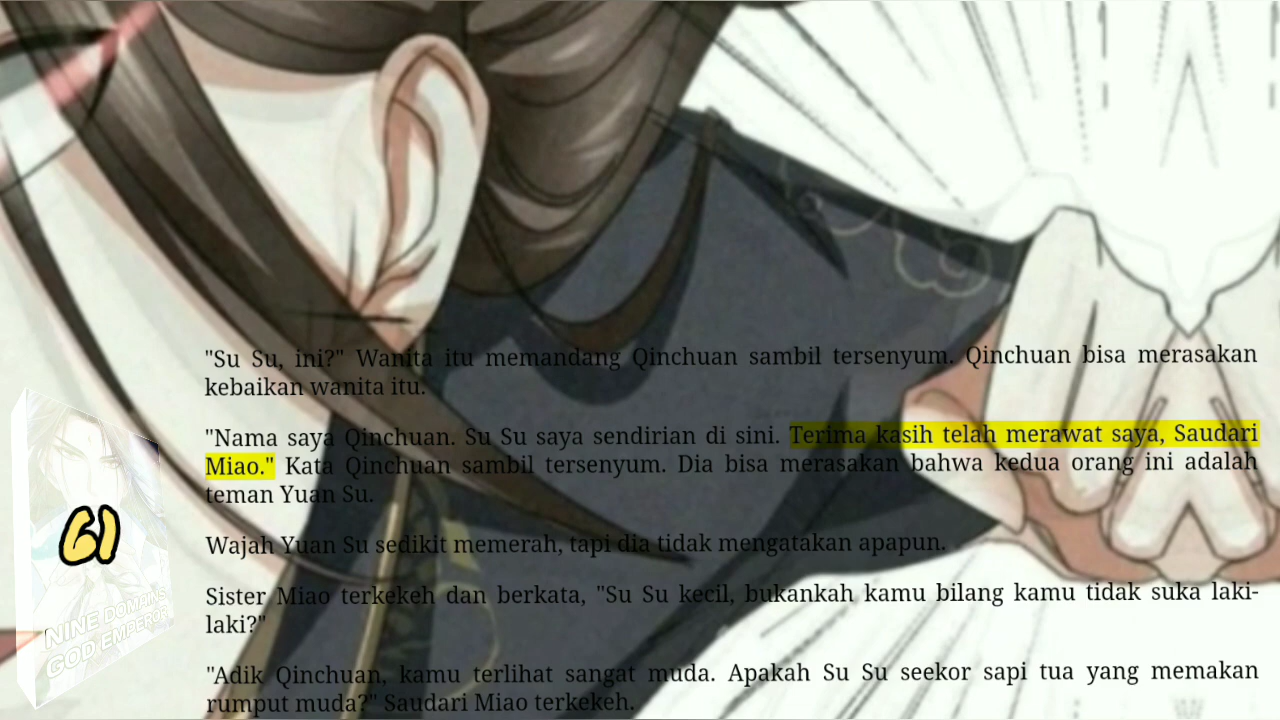 "Su Su, ini?" Wanita itu memandang Qinchuan sambil tersenyum. Qinchuan bisa merasakan
kebaikan wanita itu.
"Nama saya Qinchuan. Su Su saya sendirian di sini. Terima kasih telah merawat saya, Saudari
Miao." Kata Qinchuan sambil tersenyum. Dia bisa merasakan bahwa kedua orang ini adalah
teman Yuan Su.
Wajah Yuan Su sedikit memerah, tapi dia tidak mengatakan apapun.
Sister Miao terkekeh dan berkata, "Su Su kecil, bukankah kamu bilang kamu tidak suka laki-
laki?"
"Adik Qinchuan, kamu terlihat sangat muda. Apakah Su Su seekor sapi tua yang memakan
rumput muda?" Saudari Miao terkekeh.
61
NINE DOMAINS
GOD EMPEROR